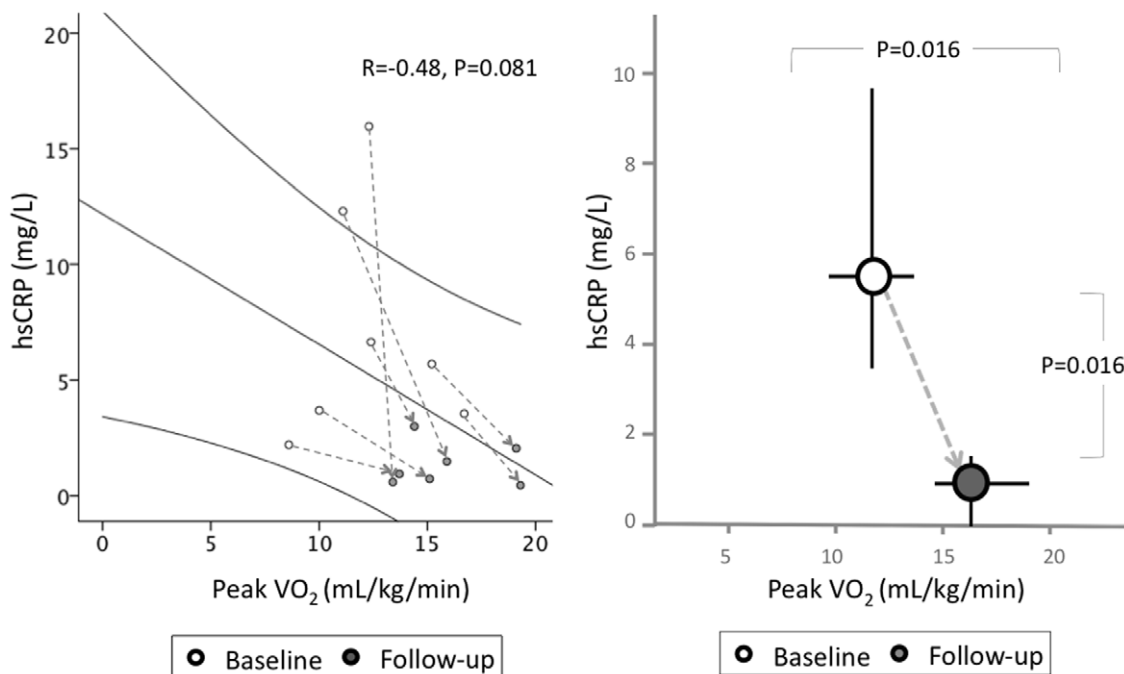 R=-0.48, P=0.081
20
15
10
5
0
hsCRP (mg/L)
0 5 10 15 20
Peak VO₂ (mL/kg/min)
Baseline Follow-up
P=0.016
10
8
6
4
2
0
hsCRP (mg/L)
P=0.016
5 10 15 20
Peak VO₂ (mL/kg/min)
Baseline Follow-up